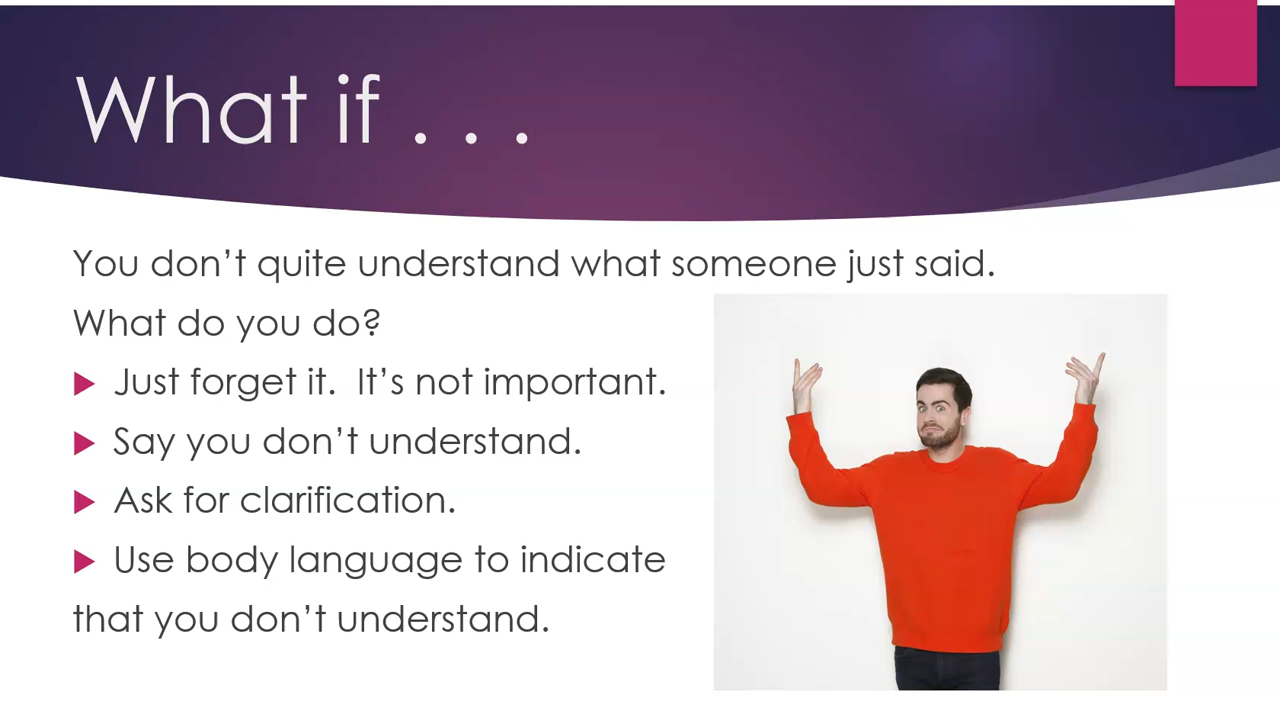 What if . . .
You don’t quite understand what someone just said.
What do you do?
Just forget it.  It’s not important.
Say you don’t understand.
Ask for clarification.
Use body language to indicate
that you don’t understand.